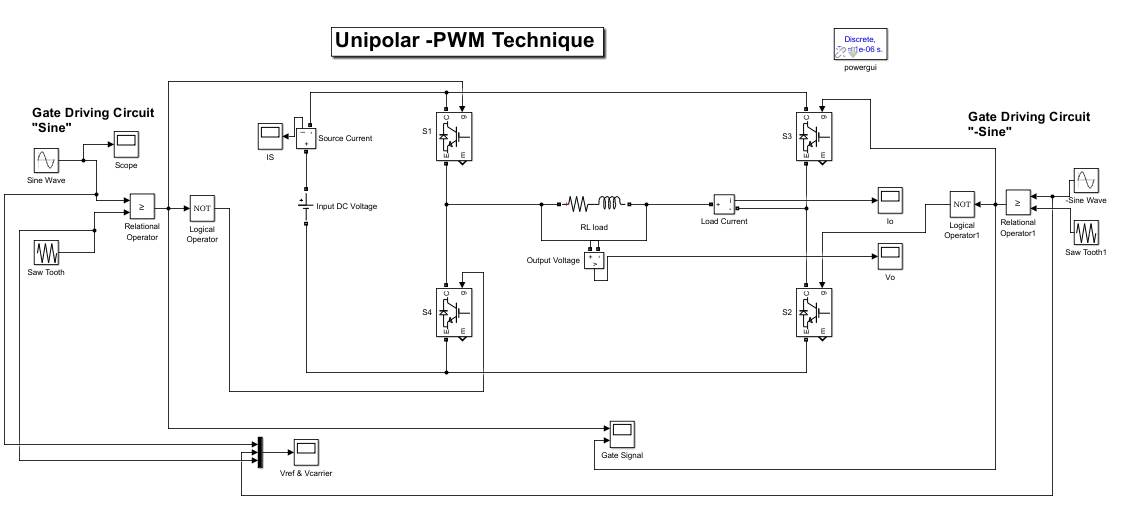 Unipolar -PWM Technique
Discrete,
1e-06 s.
powergui
Gate Driving Circuit
"Sine"
Scope
Sine Wave
≥
Relational
Operator
NOT
Logical
Operator
Saw Tooth
IS
Source Current
Input DC Voltage
S1
C
g
E
m
S3
C
g
E
m
Gate Driving Circuit
"-Sine"
RL load
Load Current
Output Voltage
Io
Vo
NOT
Logical
Operator1
≥
Relational
Operator1
-Sine Wave
Saw Tooth1
S4
C
g
E
m
S2
C
g
E
m
Vref & Vcarrier
Gate Signal